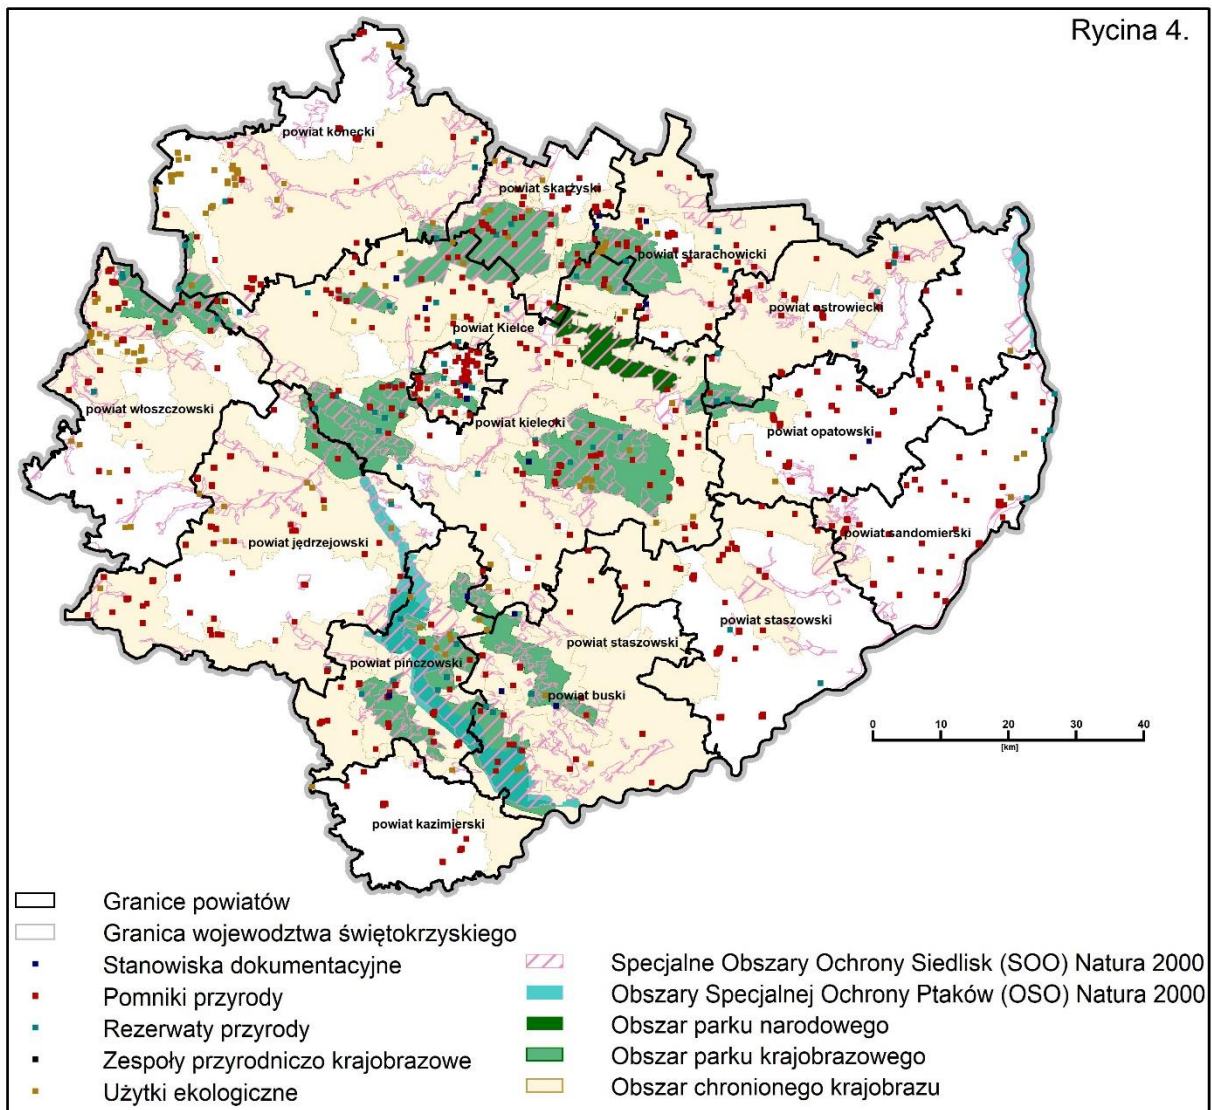 Rycina 4.
powiat konecki
powiat skarżyski
powiat starachowicki
powiat ostrowiecki
powiat Kielce
powiat włoszczowski
powiat kielecki
powiat opatowski
powiat jędrzejowski
powiat sandomierski
powiat staszowski
powiat staszowski
powiat pińczowski
powiat buski
powiat kazimierski
0 10 20 30 40
[km]
Granice powiatów
Granica wojewodztwa świętokrzyskiego
Stanowiska dokumentacyjne
Pomniki przyrody
Rezerwaty przyrody
Zespoły przyrodniczo krajobrazowe
Użytki ekologiczne
Specjalne Obszary Ochrony Siedlisk (SOO) Natura 2000
Obszary Specjalnej Ochrony Ptaków (OSO) Natura 2000
Obszar parku narodowego
Obszar parku krajobrazowego
Obszar chronionego krajobrazu